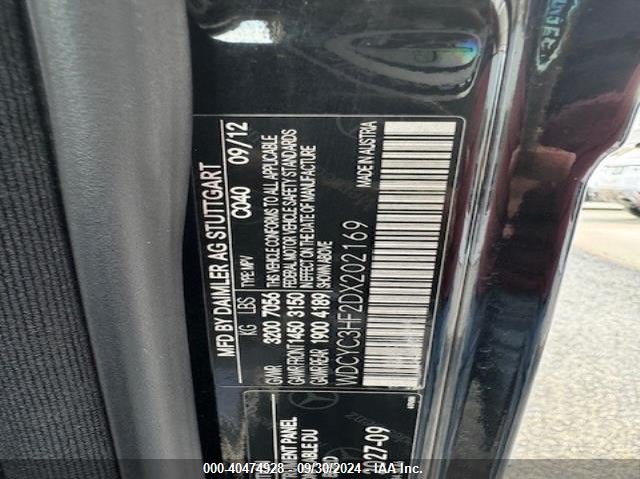 MFD BY DAIMLER AG STUTTGART
TYPE: MPV C040 09/12
KG LBS
GVWR 3200 7056
GAWR FRONT 1450 3150
GAWR REAR 1900 4189
THIS VEHICLE CONFORMS TO ALL APPLICABLE
FEDERAL MOTOR VEHICLE SAFETY STANDARDS
IN EFFECT ON THE DATE OF MANUFACTURE
SHOWN ABOVE
WDCYC3HF2DX202169
MADE IN AUSTRIA
27-09
000-40474928 - 09/30/2024 - IAA Inc.